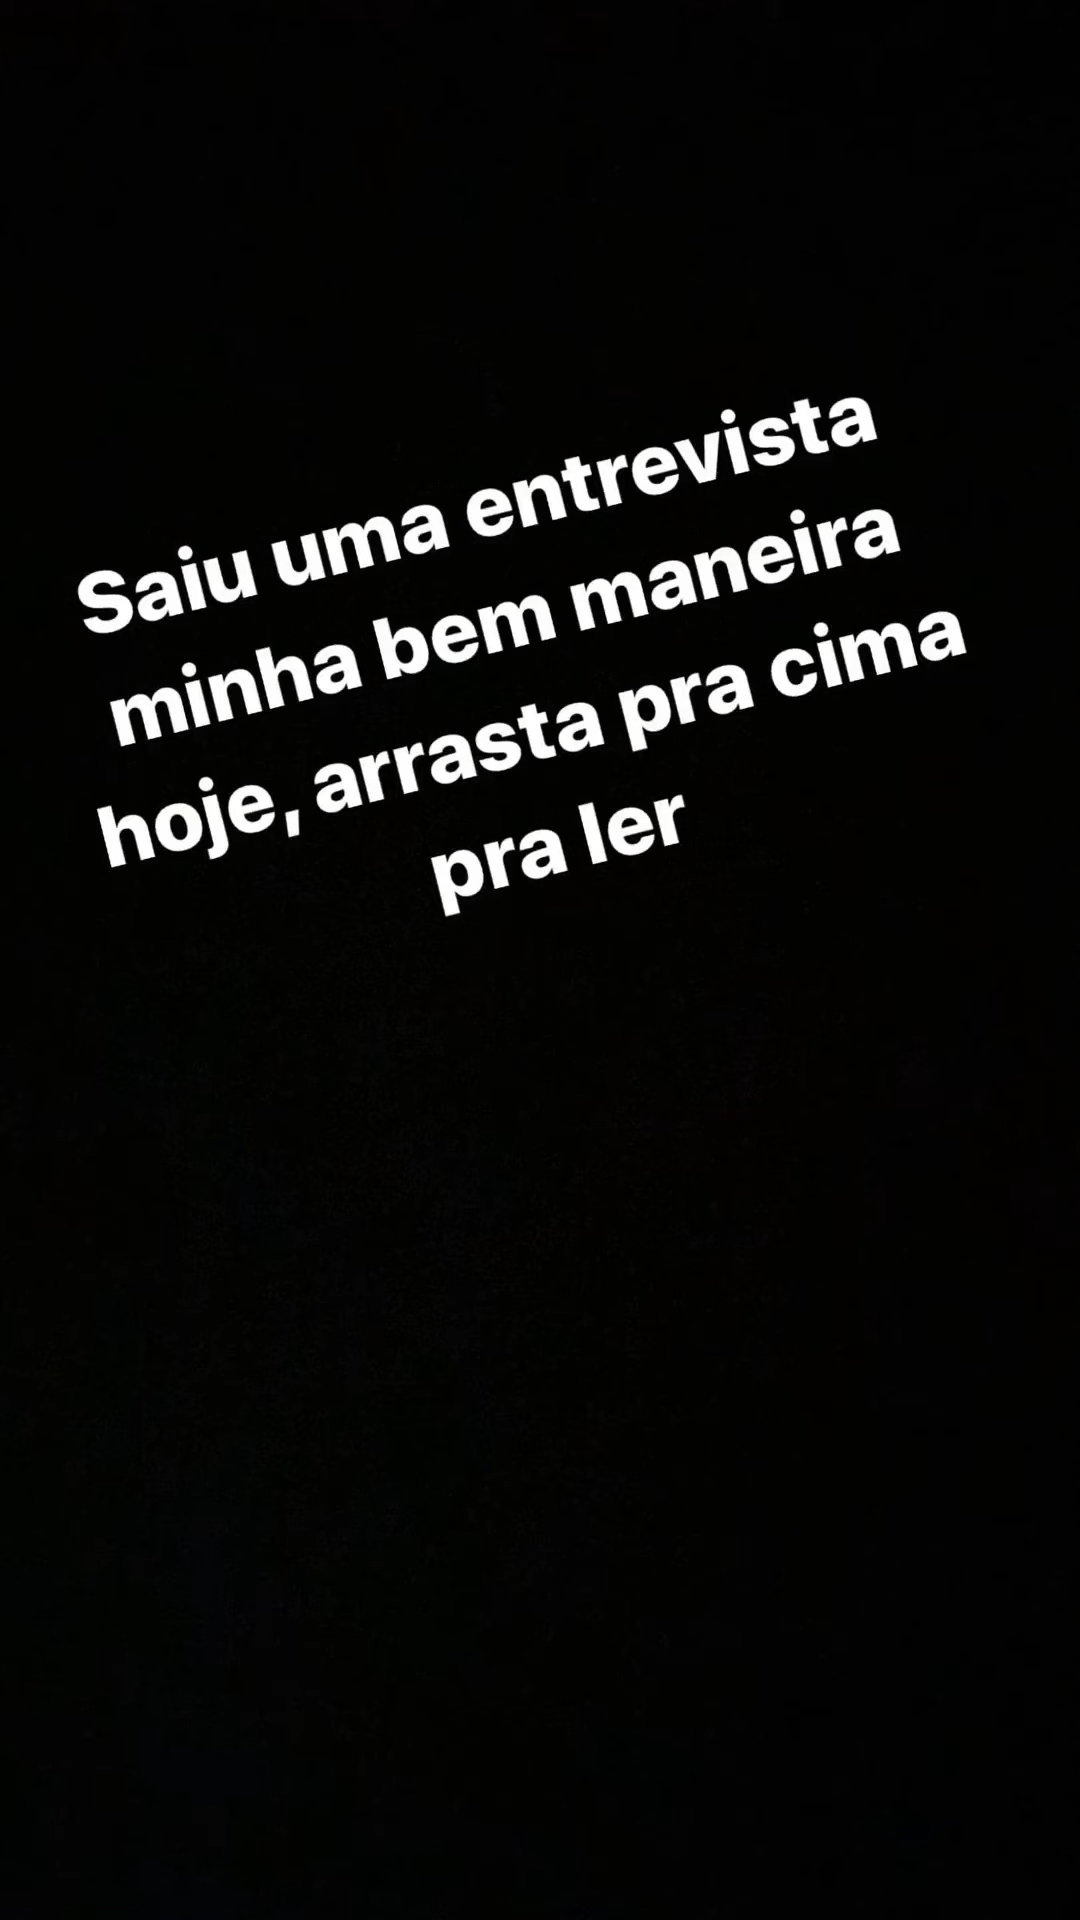 Saiu uma entrevista
minha bem maneira
hoje, arrasta pra cima
pra ler